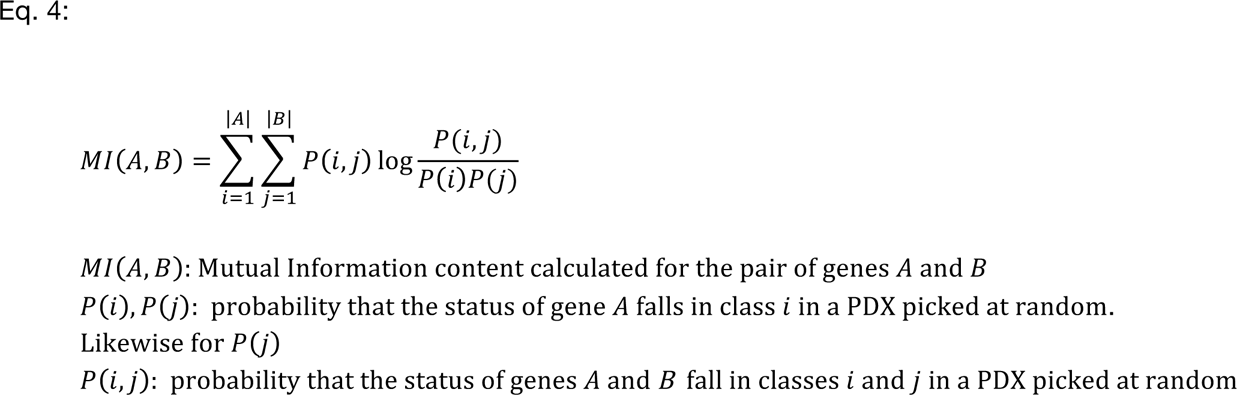 Eq. 4:
MI(A, B) = \sum_{i=1}^{|A|} \sum_{j=1}^{|B|} P(i, j) log \frac{P(i, j)}{P(i)P(j)}
MI(A, B): Mutual Information content calculated for the pair of genes A and B
P(i), P(j): probability that the status of gene A falls in class i in a PDX picked at random.
Likewise for P(j)
P(i, j): probability that the status of genes A and B fall in classes i and j in a PDX picked at random